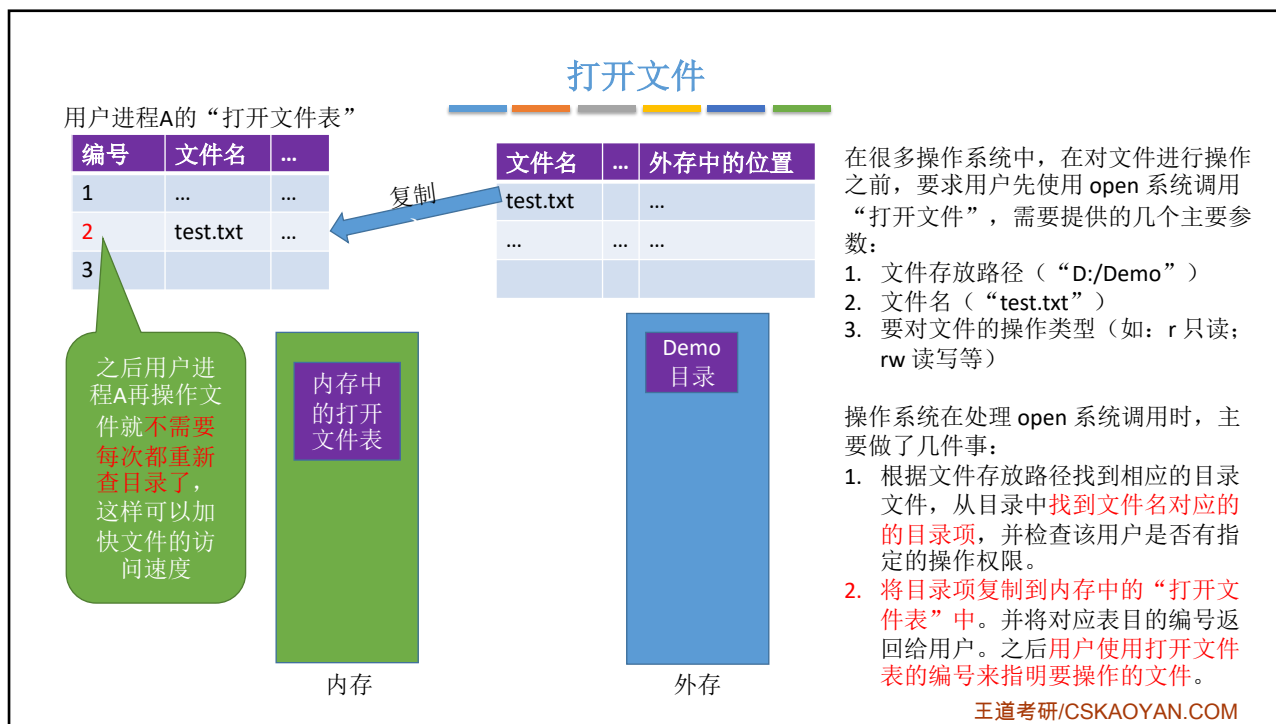 打开文件
用户进程A的“打开文件表”
编号 文件名 ...
1 ... ...
2 test.txt ...
3
复制
文件名 ... 外存中的位置
test.txt ...
... ... ...
之后用户进
程A再操作文
件就不需要
每次都重新
查目录了,
这样可以加
快文件的访
问速度
内存中
的打开
文件表
内存
Demo
目录
外存
在很多操作系统中，在对文件进行操作
之前，要求用户先使用 open 系统调用
“打开文件”，需要提供的几个主要参
数：
1. 文件存放路径（“D:/Demo”）
2. 文件名（“test.txt”）
3. 要对文件的操作类型（如：r 只读；
rw 读写等）
操作系统在处理 open 系统调用时，主
要做了几件事：
1. 根据文件存放路径找到相应的目录
文件，从目录中找到文件名对应的
的目录项，并检查该用户是否有指
定的操作权限。
2. 将目录项复制到内存中的“打开文
件表”中。并将对应表目的编号返
回给用户。之后用户使用打开文件
表的编号来指明要操作的文件。
王道考研/CSKAOYAN.COM